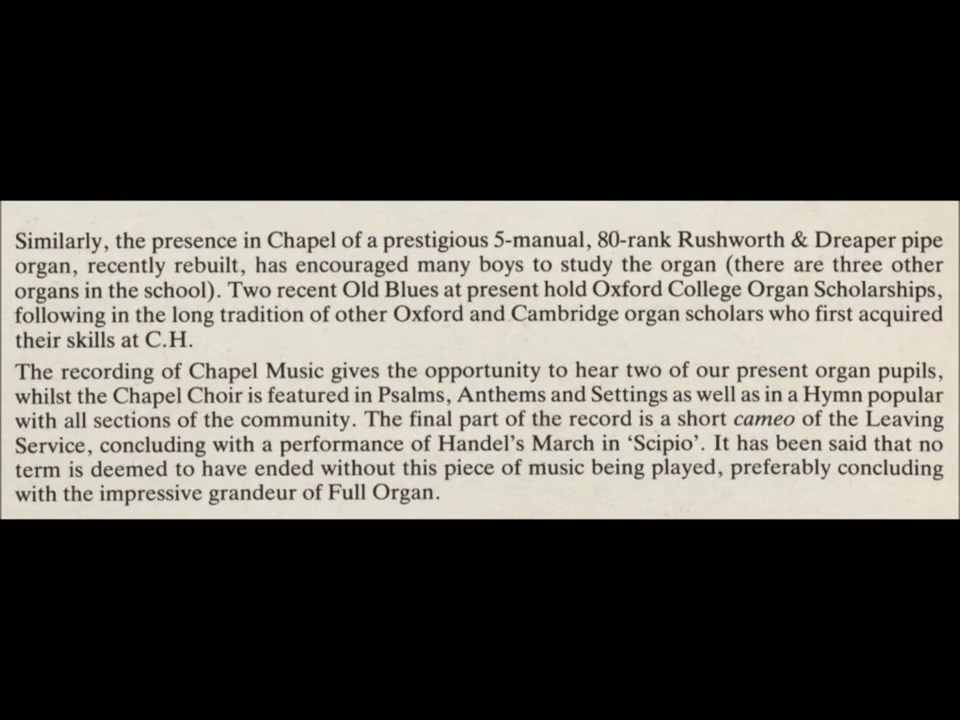 Similarly, the presence in Chapel of a prestigious 5-manual, 80-rank Rushworth & Dreaper pipe
organ, recently rebuilt, has encouraged many boys to study the organ (there are three other
organs in the school). Two recent Old Blues at present hold Oxford College Organ Scholarships,
following in the long tradition of other Oxford and Cambridge organ scholars who first acquired
their skills at C.H.
The recording of Chapel Music gives the opportunity to hear two of our present organ pupils,
whilst the Chapel Choir is featured in Psalms, Anthems and Settings as well as in a Hymn popular
with all sections of the community. The final part of the record is a short cameo of the Leaving
Service, concluding with a performance of Handel's March in ‘Scipio’. It has been said that no
term is deemed to have ended without this piece of music being played, preferably concluding
with the impressive grandeur of Full Organ.